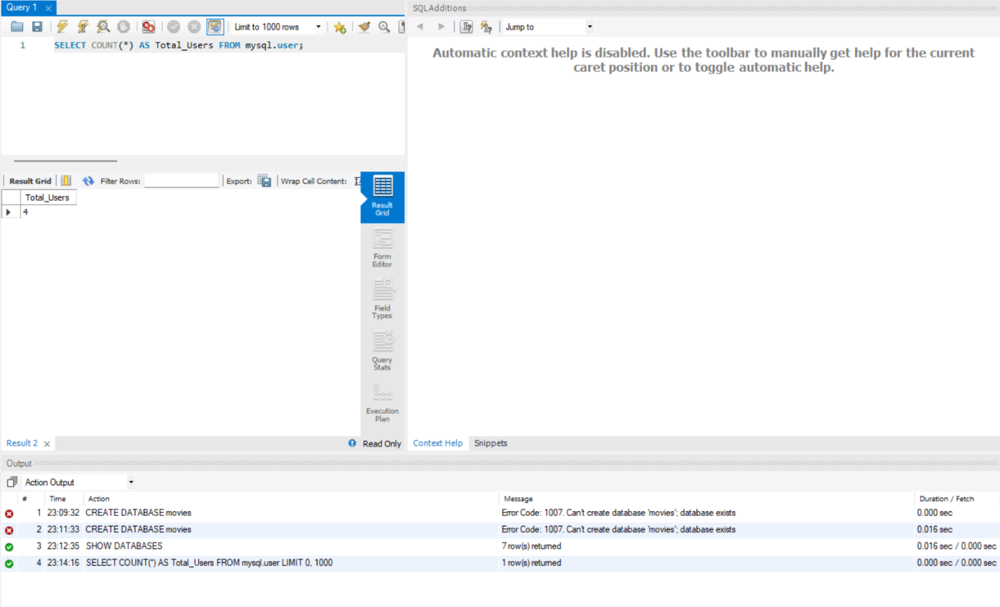 Query 1
Limit to 1000 rows
1 SELECT COUNT(*) AS Total_Users FROM mysql.user;
Result Grid Filter Rows: Export: Wrap Cell Content:
Total_Users
4
Result
Grid
Form
Editor
Field
Types
Query
Stats
Execution
Plan
Result 2 Read Only
SQLAdditions
Jump to
Automatic context help is disabled. Use the toolbar to manually get help for the current
caret position or to toggle automatic help.
Context Help Snippets
Output
Action Output
# Time Action Message Duration / Fetch
1 23:09:32 CREATE DATABASE movies Error Code: 1007. Can't create database 'movies'; database exists 0.000 sec
2 23:11:33 CREATE DATABASE movies Error Code: 1007. Can't create database 'movies'; database exists 0.016 sec
3 23:12:35 SHOW DATABASES 7 row(s) returned 0.016 sec / 0.000 sec
4 23:14:16 SELECT COUNT(*) AS Total_Users FROM mysql.user LIMIT 0, 1000 1 row(s) returned 0.000 sec / 0.000 sec